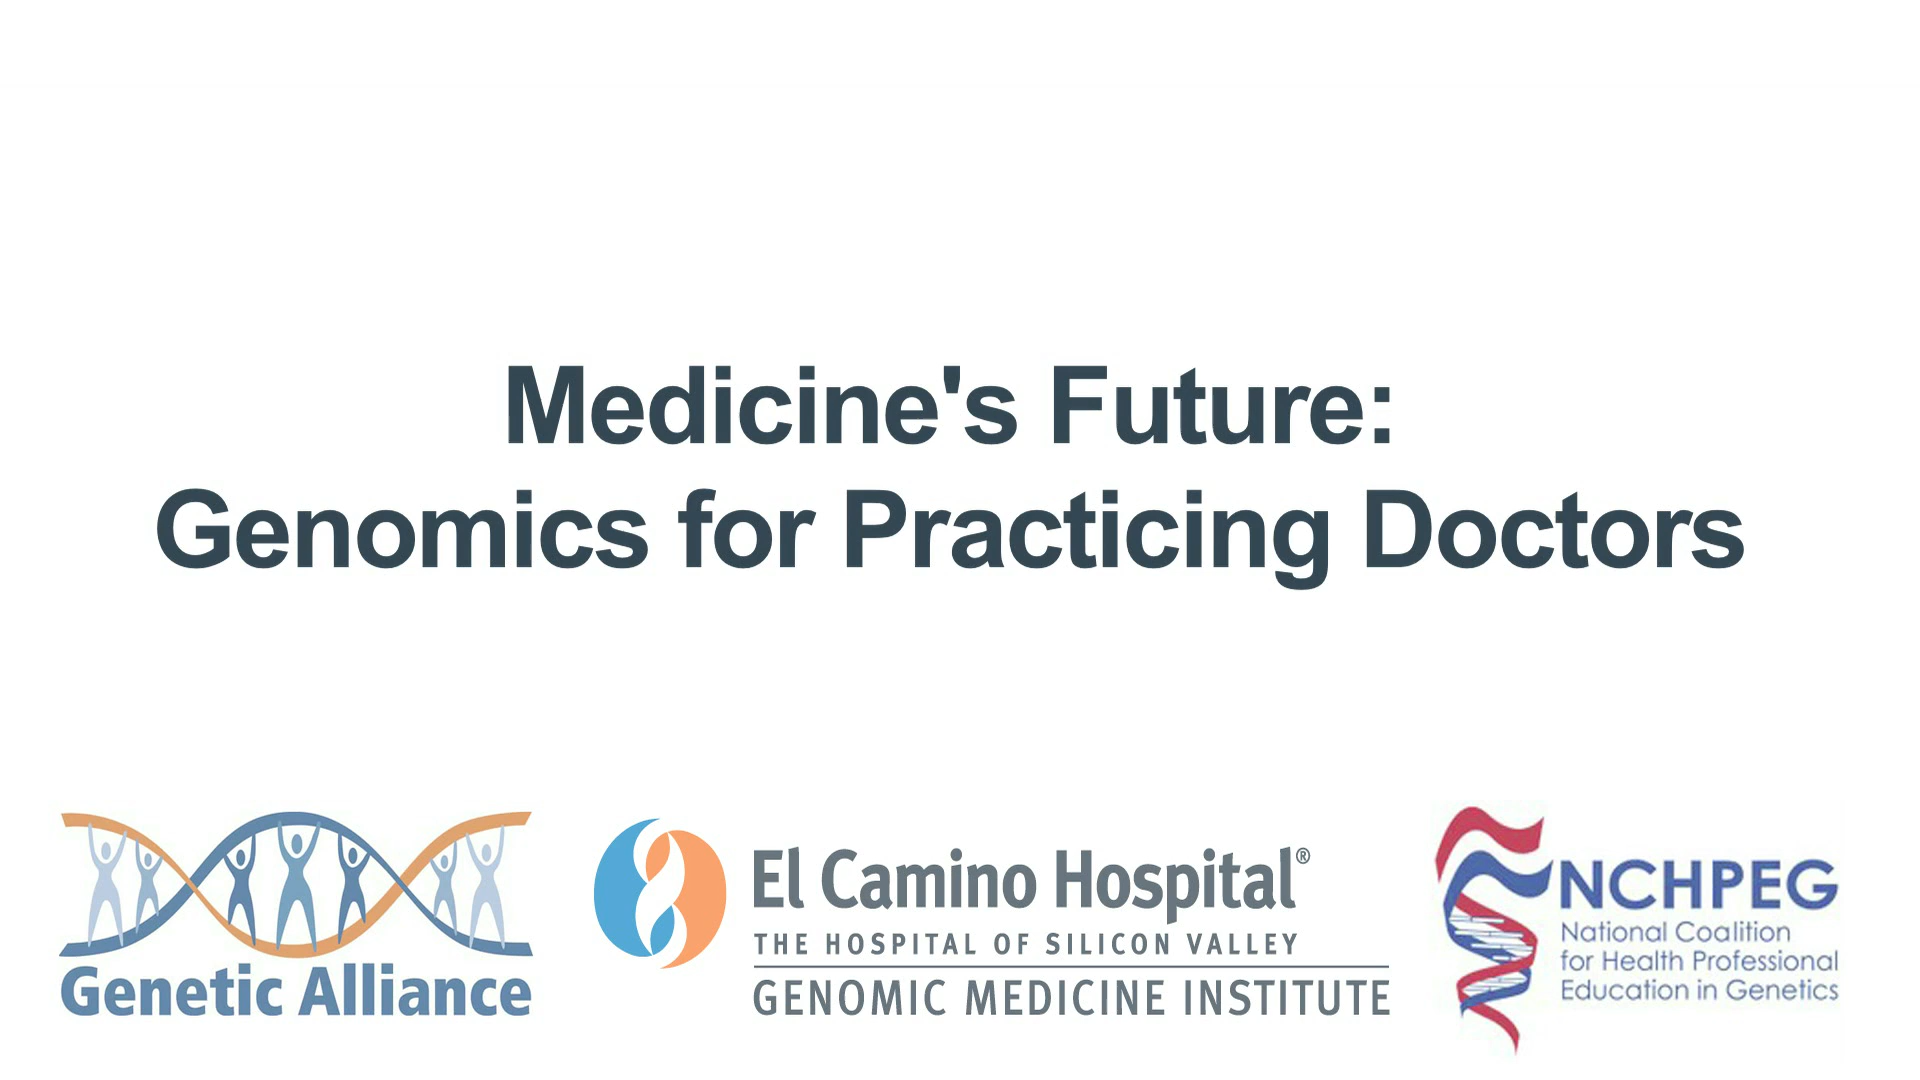 Medicine's Future:
Genomics for Practicing Doctors
Genetic Alliance
El Camino Hospital®
THE HOSPITAL OF SILICON VALLEY
GENOMIC MEDICINE INSTITUTE
NCHPEG
National Coalition
for Health Professional
Education in Genetics